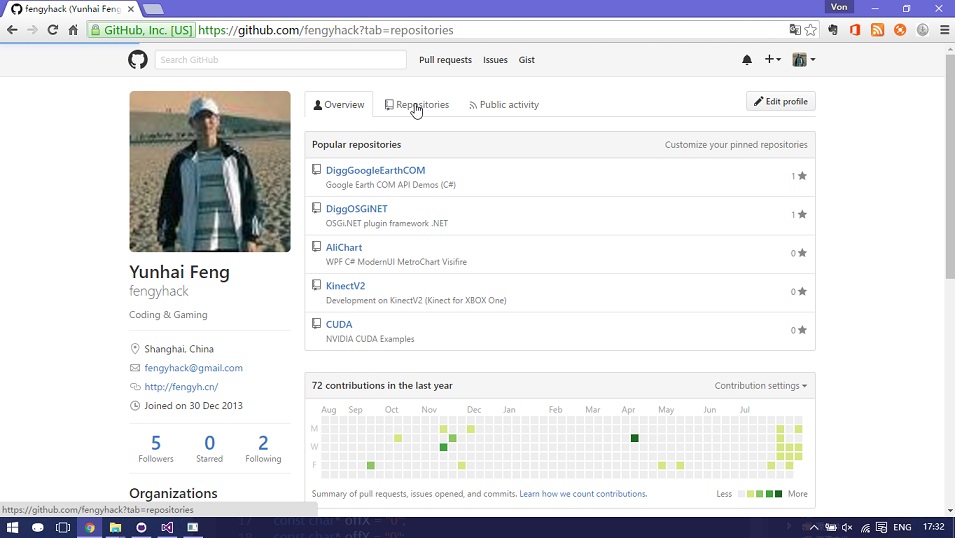 fengyhack (Yunhai Feng
Von
GitHub, Inc. [US] https://github.com/fengyhack?tab=repositories
Search GitHub
Pull requests Issues Gist
Overview Repositories Public activity
Edit profile
Popular repositories Customize your pinned repositories
DiggGoogleEarthCOM
Google Earth COM API Demos (C#)
1
DiggOSGiNET
OSGi.NET plugin framework .NET
1
AliChart
WPF C# ModernUI MetroChart Visifire
0
KinectV2
Development on KinectV2 (Kinect for XBOX One)
0
CUDA
NVIDIA CUDA Examples
0
Yunhai Feng
fengyhack
Coding & Gaming
Shanghai, China
fengyhack@gmail.com
http://fengyh.cn/
Joined on 30 Dec 2013
5 0 2
Followers Starred Following
Organizations
72 contributions in the last year Contribution settings
Aug Sep Oct Nov Dec Jan Feb Mar Apr May Jun Jul
M
W
F
Summary of pull requests, issues opened, and commits. Learn how we count contributions. Less More
https://github.com/fengyhack?tab=repositories
17 const char* offX = "0";
ENG 17:32